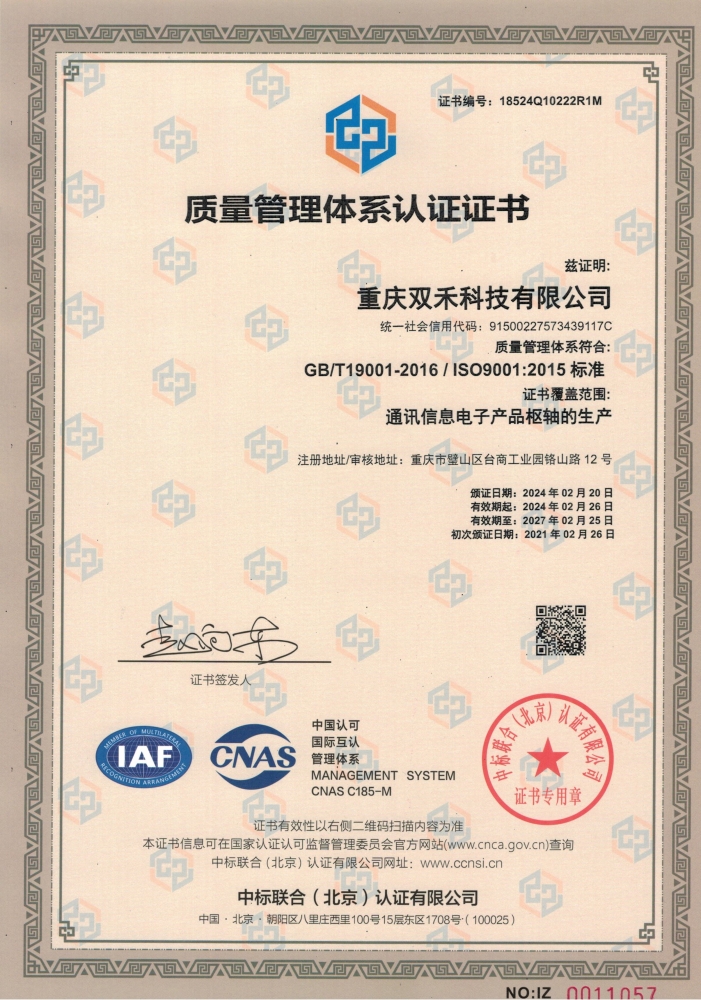 证书编号：18524Q10222R1M
质量管理体系认证证书
兹证明:
重庆双禾科技有限公司
统一社会信用代码：91500227573439117C
质量管理体系符合:
GB/T19001-2016 / ISO9001:2015 标准
证书覆盖范围:
通讯信息电子产品枢轴的生产
注册地址/审核地址：重庆市璧山区台商工业园铬山路 12 号
颁证日期：2024 年 02 月 20 日
有效期起：2024 年 02 月 26 日
有效期至：2027 年 02 月 25 日
初次颁证日期：2021 年 02 月 26 日
证书签发人
MEMBER OF MULTILATERAL
IAF
RECOGNITION ARRANGEMENT
CNAS
中国认可
国际互认
管理体系
MANAGEMENT SYSTEM
CNAS C185-M
中标联合（北京）认证有限公司
证书专用章
证书有效性以右侧二维码扫描内容为准
本证书信息可在国家认证认可监督管理委员会官方网站(www.cnca.gov.cn)查询
中标联合（北京）认证有限公司网址：www.ccnsi.cn
中标联合（北京）认证有限公司
中国·北京·朝阳区八里庄西里100号15层东区1708号（100025）
NO:IZ 0011057